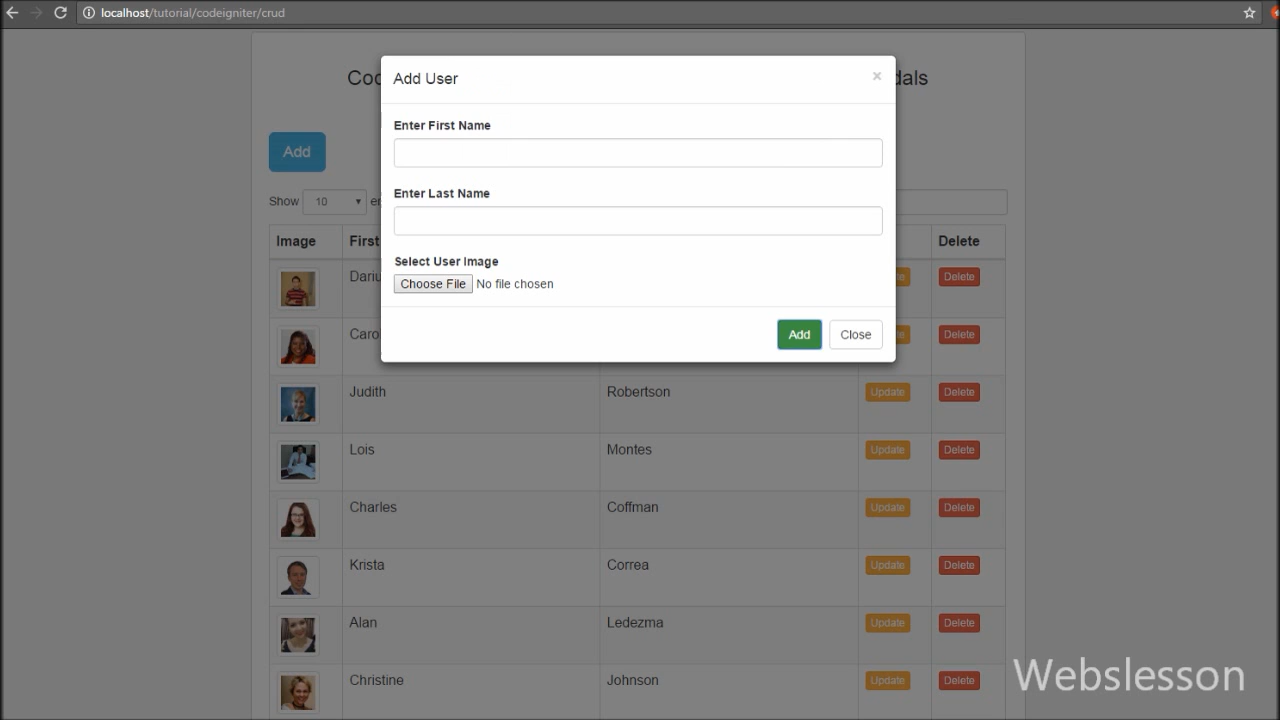 localhost/tutorial/codeigniter/crud
Add User ×
Enter First Name
Enter Last Name
Select User Image
Choose File No file chosen
Add Close
dals
Add
Show 10
Image First Delete
Delete
Delete
Judith Robertson Update Delete
Lois Montes Update Delete
Charles Coffman Update Delete
Krista Correa Update Delete
Alan Ledezma Update Delete
Christine Johnson Update Delete
Webslesson